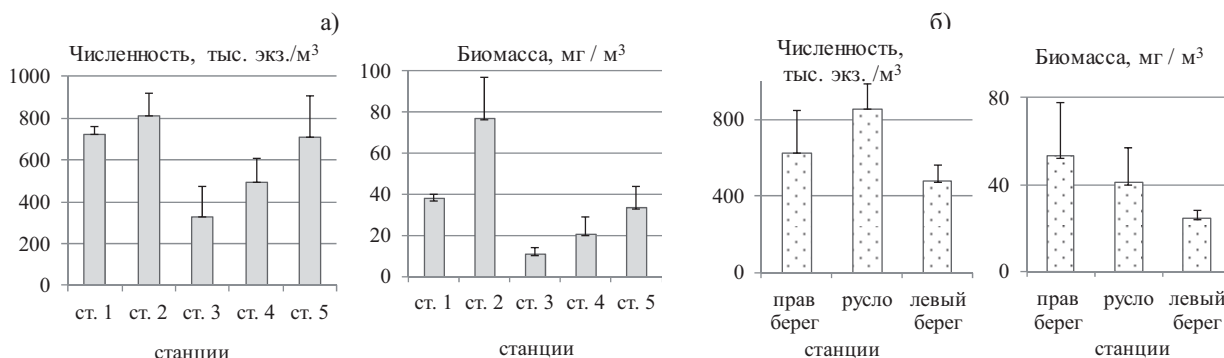 а)
Численность, тыс. экз./м³
1000
800
600
400
200
0
ст. 1 ст. 2 ст. 3 ст. 4 ст. 5
станции
Биомасса, мг / м³
100
80
60
40
20
0
ст. 1 ст. 2 ст. 3 ст. 4 ст. 5
станции
б)
Численность,
тыс. экз. /м³
800
400
0
прав русло левый
берег берег
станции
Биомасса, мг / м³
80
40
0
прав русло левый
берег берег
станции